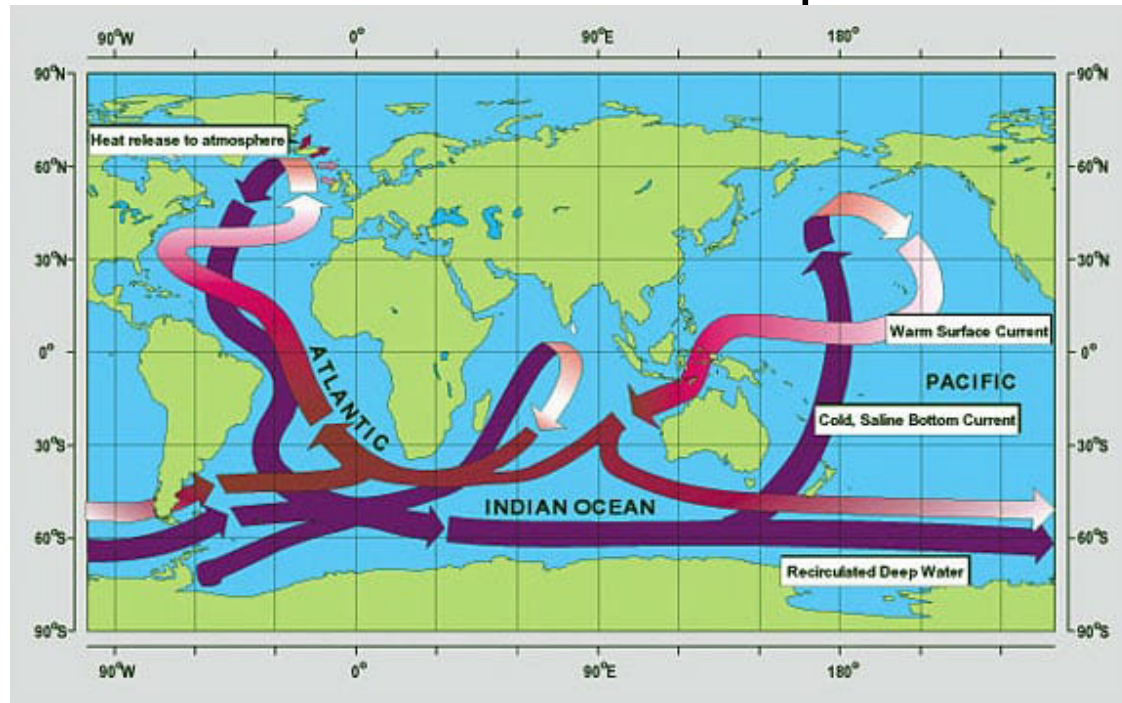 90°W 0° 90°E 180°
90°N 90°N
Heat release to atmosphere
60°N 60°N
30°N 30°N
Warm Surface Current
0° 0°
ATLANTIC
PACIFIC
Cold, Saline Bottom Current
30°S 30°S
INDIAN OCEAN
60°S 60°S
Recirculated Deep Water
90°S 90°S
90°W 0° 90°E 180°